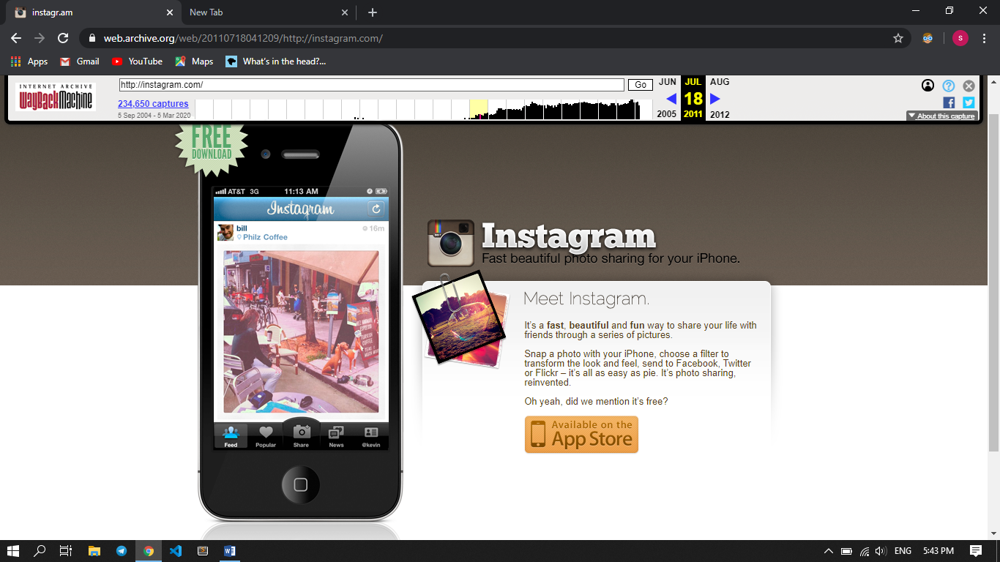 instagr.am
New Tab
web.archive.org/web/20110718041209/http://instagram.com/
S
Apps
Gmail
YouTube
Maps
What's in the head?...
INTERNET ARCHIVE
WayBackMachine
http://instagram.com/
Go
JUN
JUL
AUG
234,650 captures
18
5 Sep 2004 - 5 Mar 2020
2005
2011
2012
About this capture
FREE
DOWNLOAD
AT&T 3G
11:13 AM
Instagram
bill
16m
Philz Coffee
Feed
Popular
Share
News
@kevin
Instagram
Fast beautiful photo sharing for your iPhone.
Meet Instagram.
It's a fast, beautiful and fun way to share your life with
friends through a series of pictures.
Snap a photo with your iPhone, choose a filter to
transform the look and feel, send to Facebook, Twitter
or Flickr – it's all as easy as pie. It's photo sharing,
reinvented.
Oh yeah, did we mention it's free?
Available on the
App Store
ENG
5:43 PM